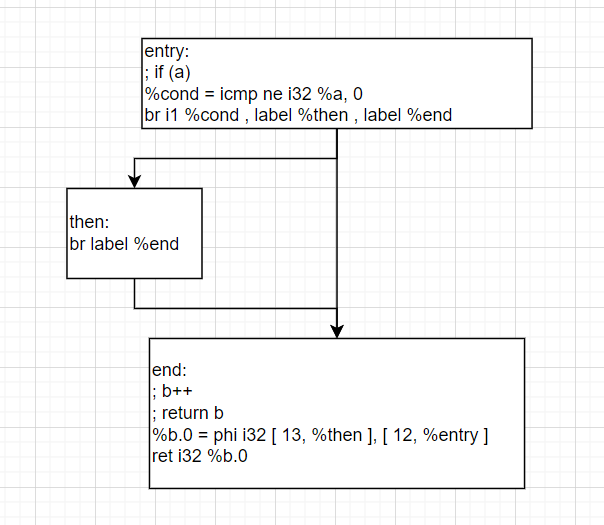 entry:
; if (a)
%cond = icmp ne i32 %a, 0
br i1 %cond , label %then , label %end
then:
br label %end
end:
; b++
; return b
%b.0 = phi i32 [ 13, %then ], [ 12, %entry ]
ret i32 %b.0